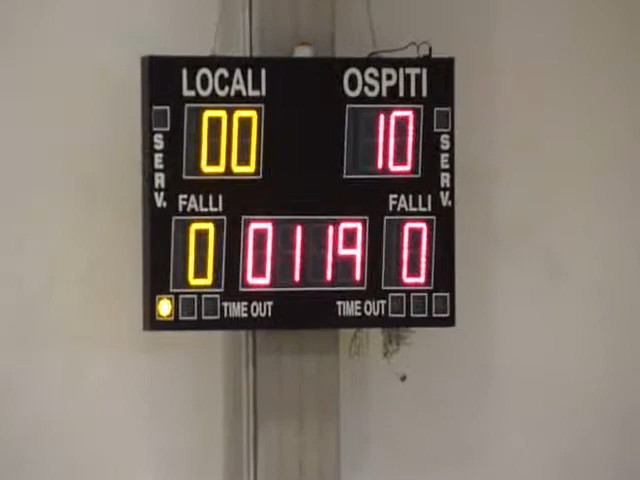 LOCALI OSPITI
00 10
SERV. SERV.
FALLI FALLI
0 0119 0
TIME OUT TIME OUT